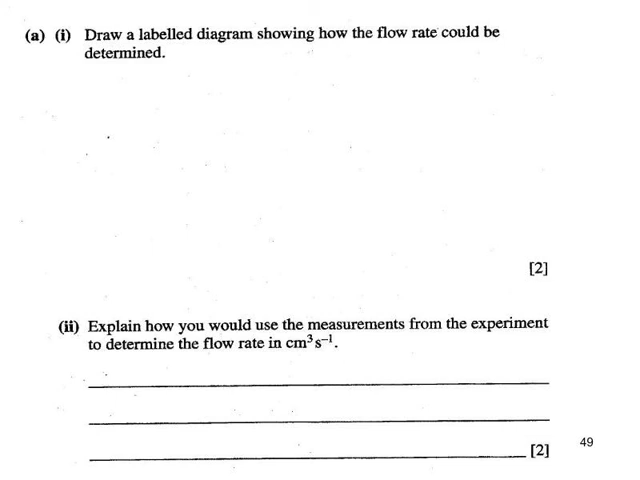 (a) (i) Draw a labelled diagram showing how the flow rate could be
determined.
[2]
(ii) Explain how you would use the measurements from the experiment
to determine the flow rate in cm³ s⁻¹.
[2]
49